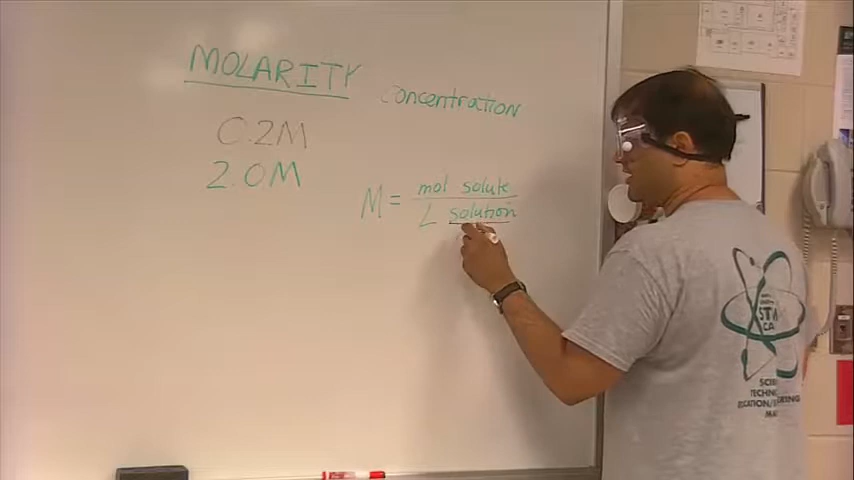 MOLARITY
Concentration
0.2M
2.0M
M = mol solute
L solution